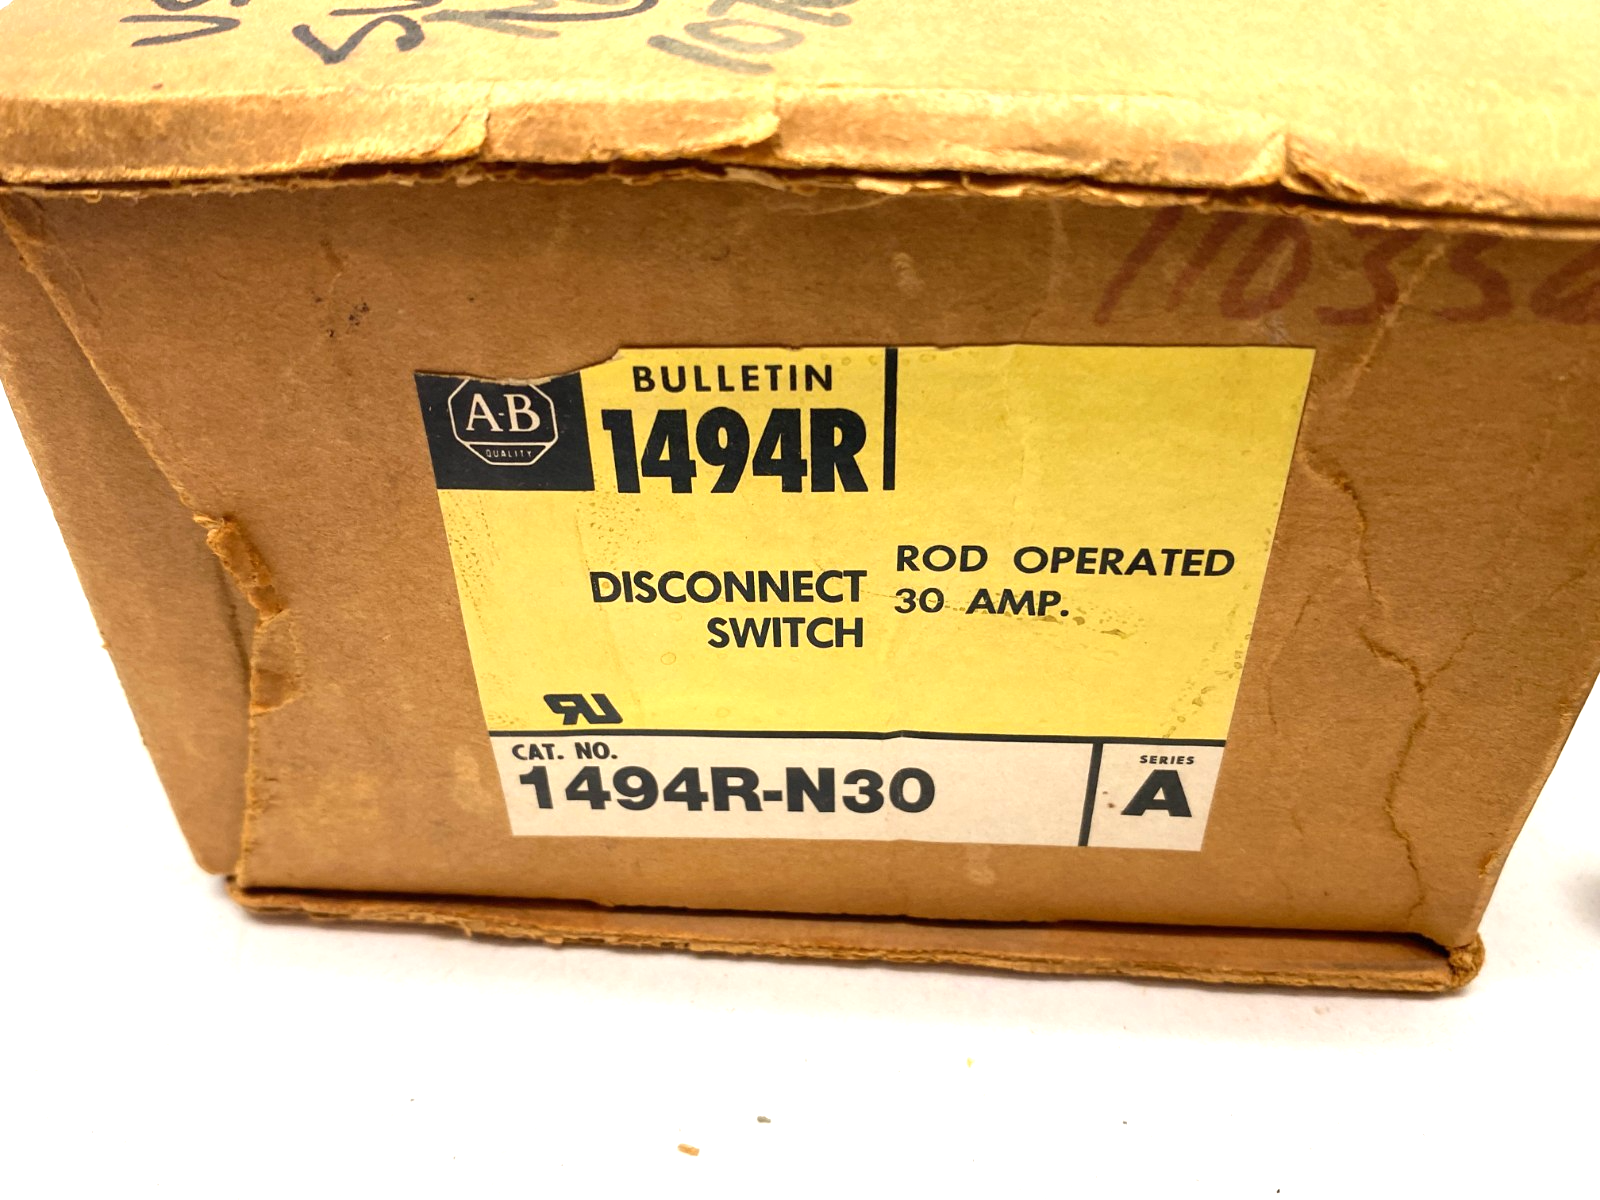 A-B
QUALITY
BULLETIN
1494R
DISCONNECT
SWITCH
ROD OPERATED
30 AMP.
CAT. NO.
1494R-N30
SERIES
A